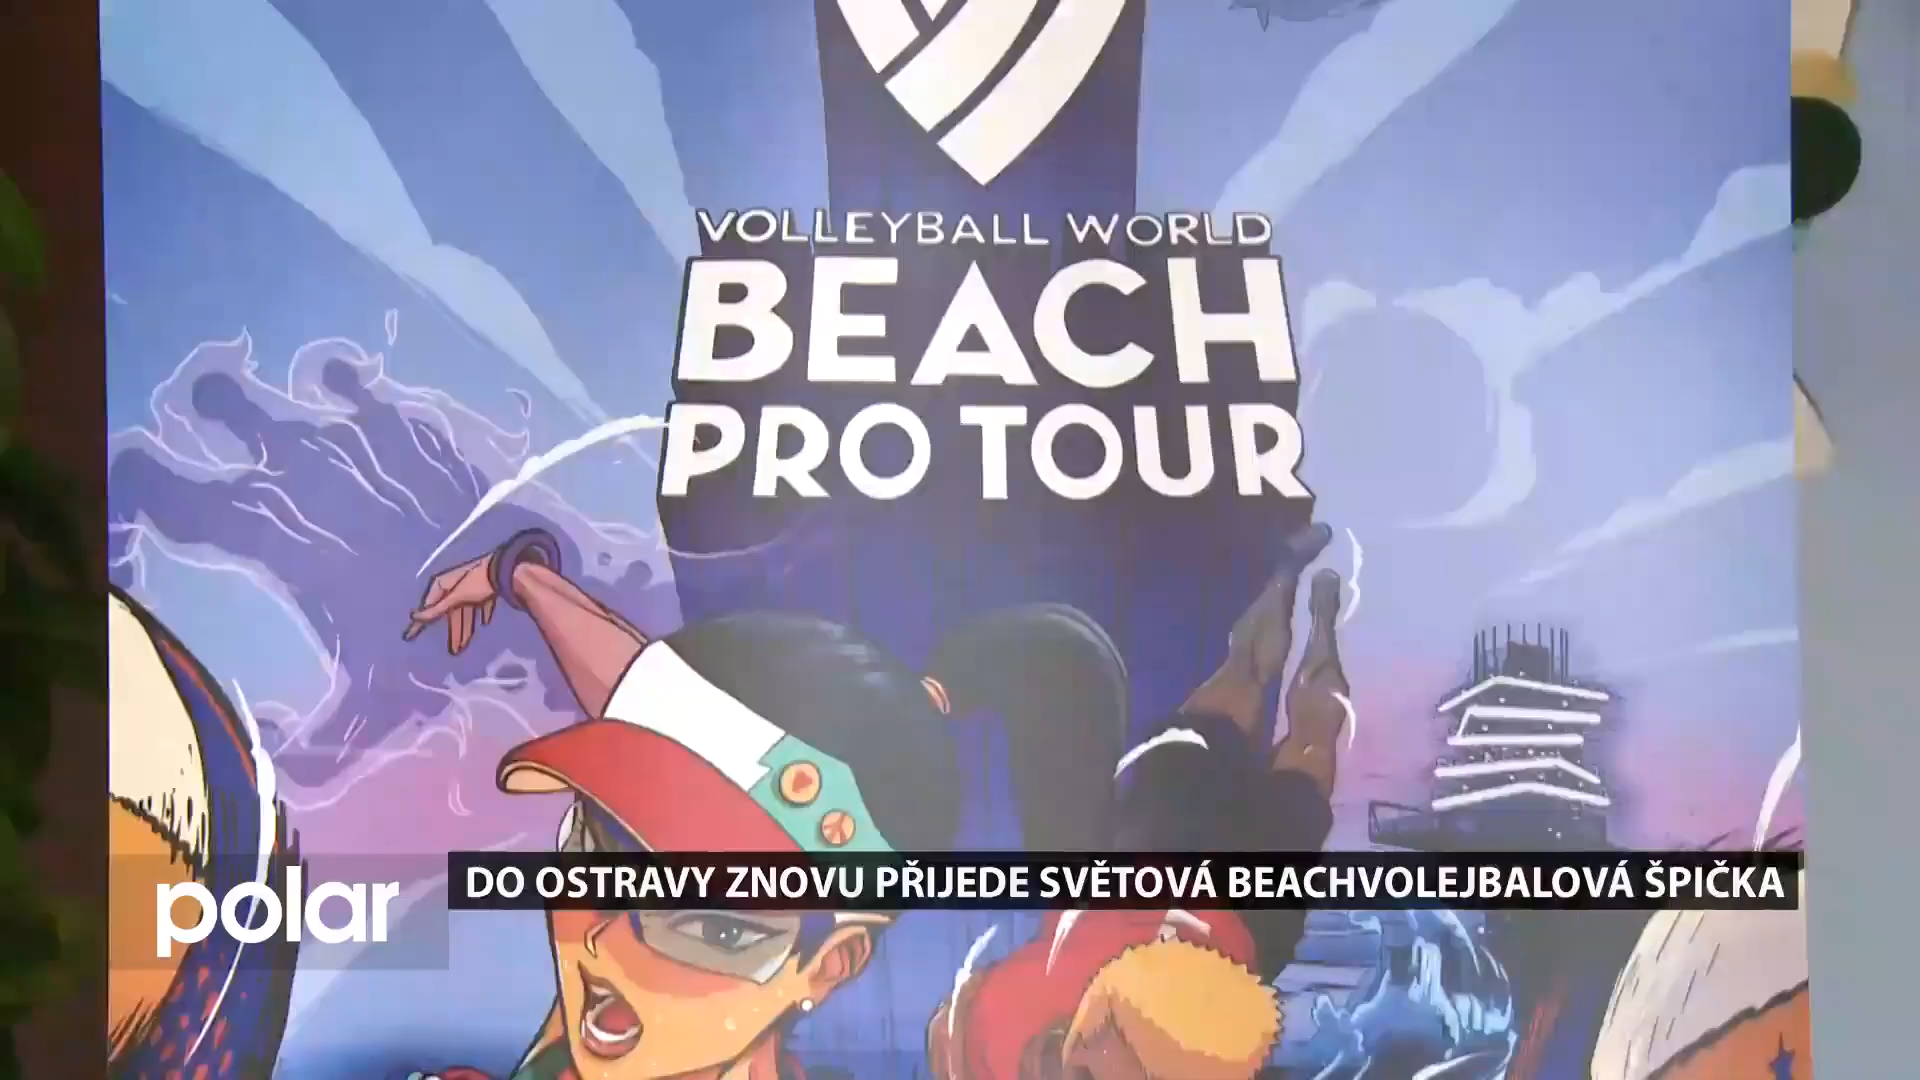 VOLLEYBALL WORLD
BEACH
PRO TOUR
polar
DO OSTRAVY ZNOVU PŘIJEDE SVĚTOVÁ BEACHVOLEJBALOVÁ ŠPIČKA